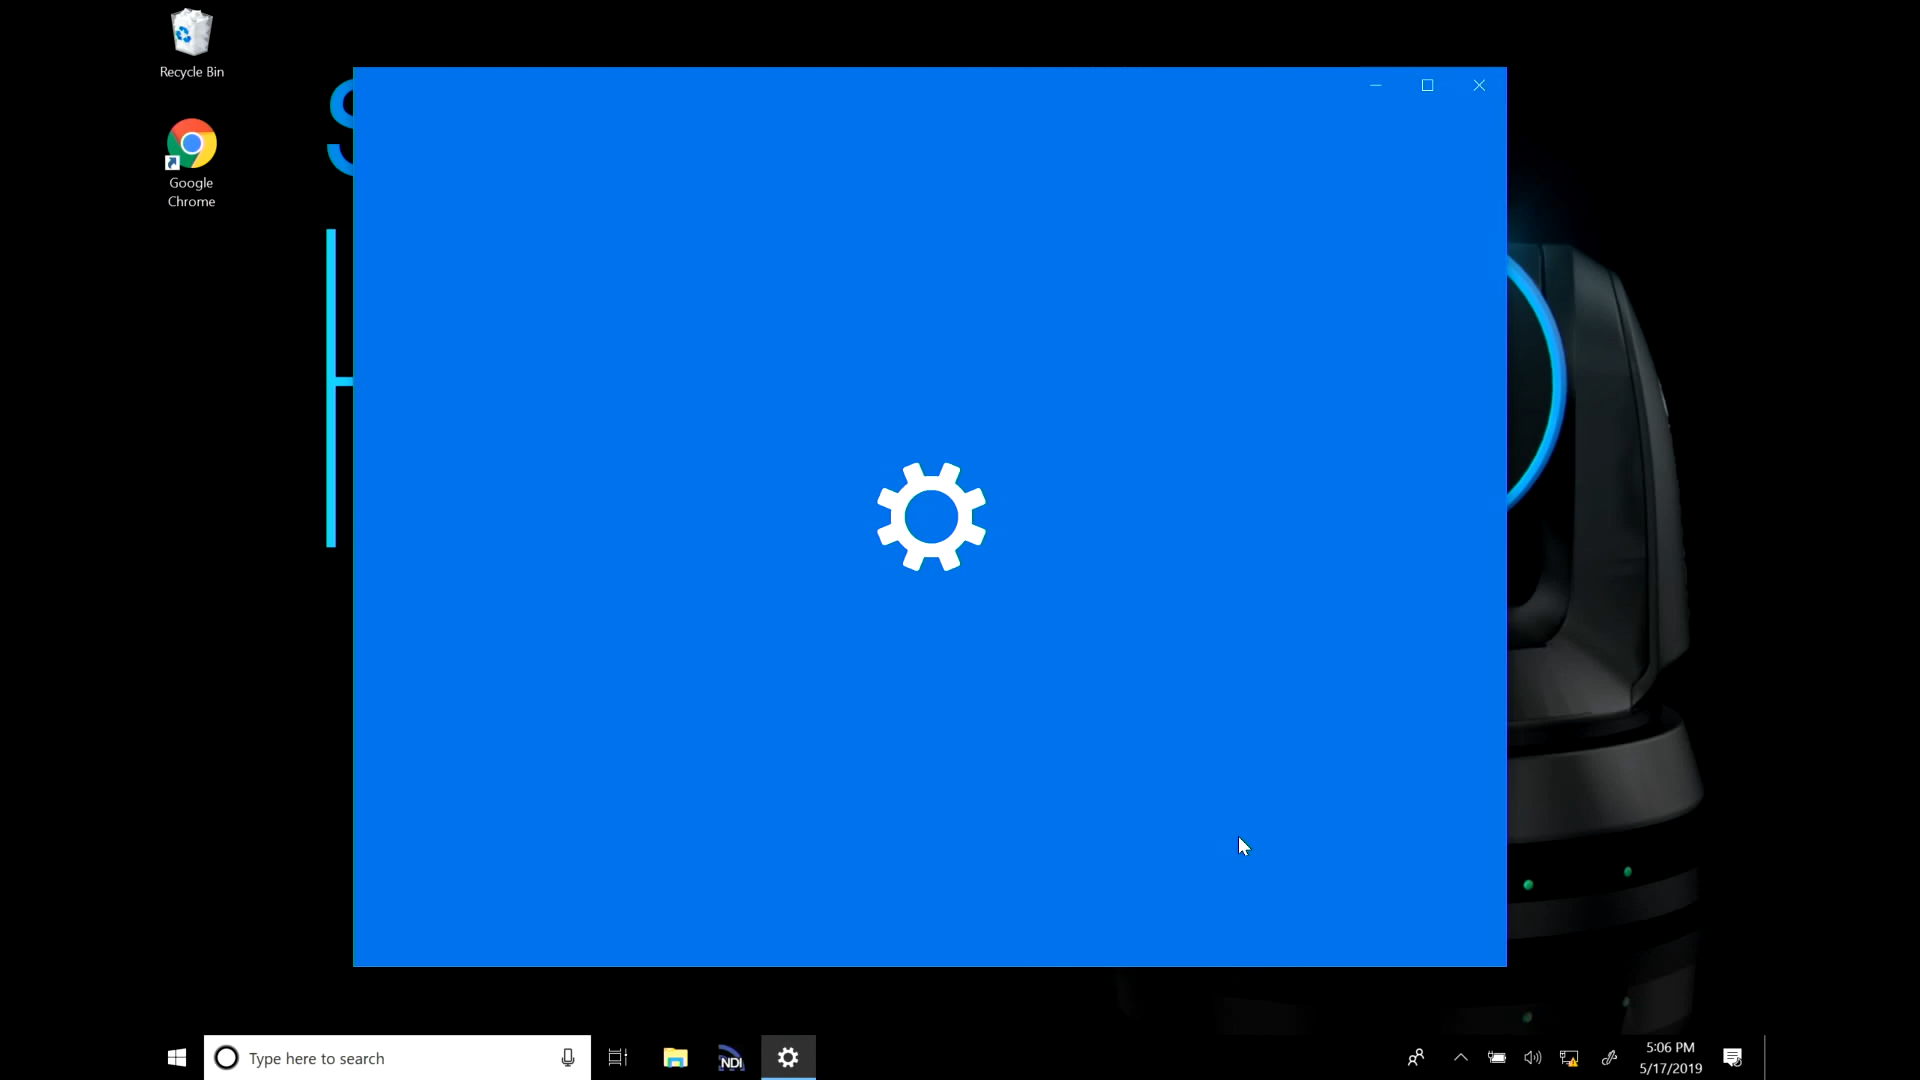 Recycle Bin
Google
Chrome
S
H
Type here to search
NDI
5:06 PM
5/17/2019